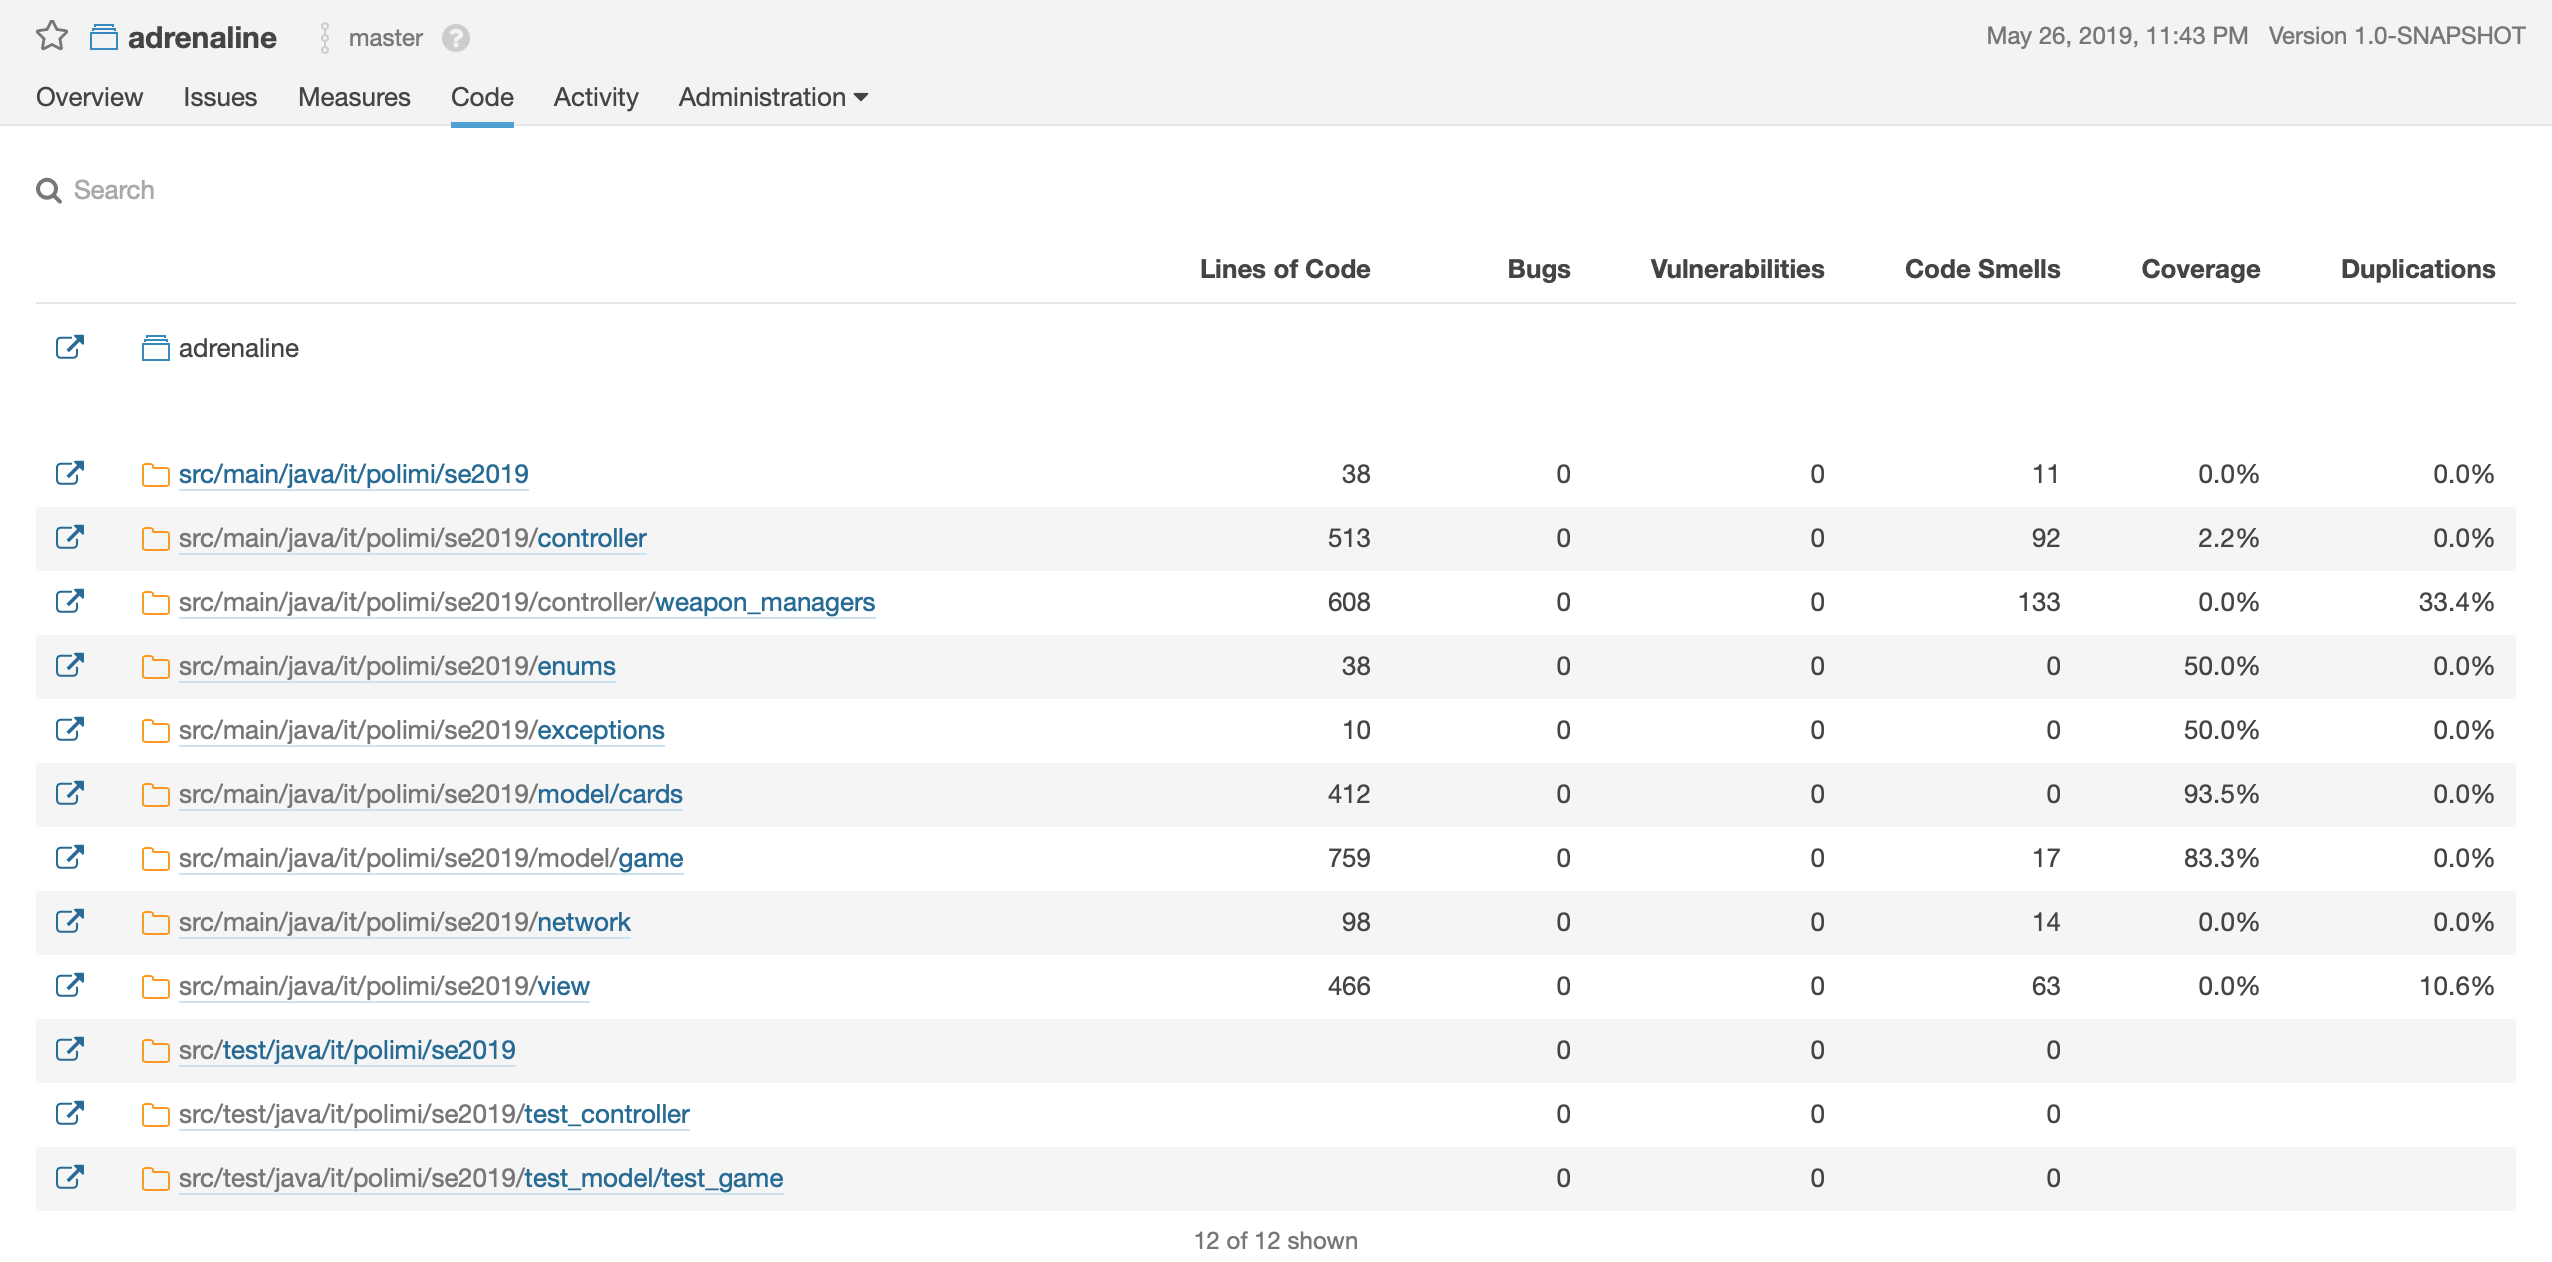 adrenaline master ? May 26, 2019, 11:43 PM Version 1.0-SNAPSHOT
Overview Issues Measures Code Activity Administration
Search
Lines of Code Bugs Vulnerabilities Code Smells Coverage Duplications
adrenaline
src/main/java/it/polimi/se2019 38 0 0 11 0.0% 0.0%
src/main/java/it/polimi/se2019/controller 513 0 0 92 2.2% 0.0%
src/main/java/it/polimi/se2019/controller/weapon_managers 608 0 0 133 0.0% 33.4%
src/main/java/it/polimi/se2019/enums 38 0 0 0 50.0% 0.0%
src/main/java/it/polimi/se2019/exceptions 10 0 0 0 50.0% 0.0%
src/main/java/it/polimi/se2019/model/cards 412 0 0 0 93.5% 0.0%
src/main/java/it/polimi/se2019/model/game 759 0 0 17 83.3% 0.0%
src/main/java/it/polimi/se2019/network 98 0 0 14 0.0% 0.0%
src/main/java/it/polimi/se2019/view 466 0 0 63 0.0% 10.6%
src/test/java/it/polimi/se2019 0 0 0
src/test/java/it/polimi/se2019/test_controller 0 0 0
src/test/java/it/polimi/se2019/test_model/test_game 0 0 0
12 of 12 shown